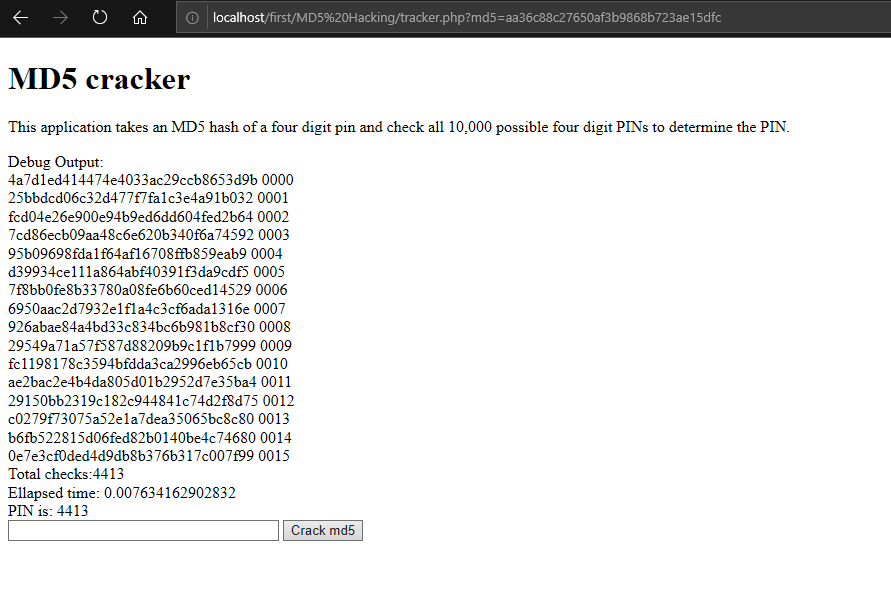 localhost/first/MD5%20Hacking/tracker.php?md5=aa36c88c27650af3b9868b723ae15dfc
MD5 cracker
This application takes an MD5 hash of a four digit pin and check all 10,000 possible four digit PINs to determine the PIN.
Debug Output:
4a7d1ed414474e4033ac29ccb8653d9b 0000
25bbdcd06c32d477f7fa1c3e4a91b032 0001
fcd04e26e900e94b9ed6dd604fed2b64 0002
7cd86ecb09aa48c6e620b340f6a74592 0003
95b09698fda1f64af16708ffb859eab9 0004
d39934ce111a864abf40391f3da9cdf5 0005
7f8bb0fe8b33780a08fe6b60ced14529 0006
6950aac2d7932e1f1a4c3cf6ada1316e 0007
926abae84a4bd33c834bc6b981b8cf30 0008
29549a71a57f587d88209b9c1f1b7999 0009
fc1198178c3594bfdda3ca2996eb65cb 0010
ae2bac2e4b4da805d01b2952d7e35ba4 0011
29150bb2319c182c944841c74d2f8d75 0012
c0279f73075a52e1a7dea35065bc8c80 0013
b6fb522815d06fed82b0140be4c74680 0014
0e7e3cf0ded4d9db8b376b317c007f99 0015
Total checks:4413
Ellapsed time: 0.007634162902832
PIN is: 4413
Crack md5